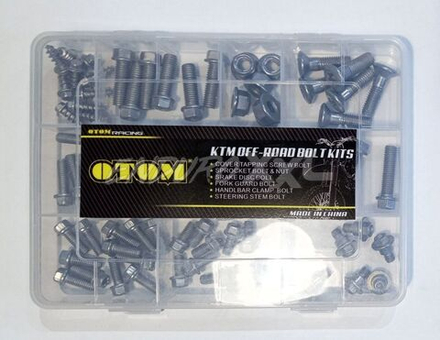 OTOM RACING
OTOM
KTM OFF-ROAD BOLT KITS
• COVER TAPPING SCREW BOLT
• SPROCKET BOLT & NUT
• BRAKE DISC BOLT
• FORK GUARD BOLT
• HANDLBAR CLAMP BOLT
• STEERING STEM BOLT
MADE IN CHINA